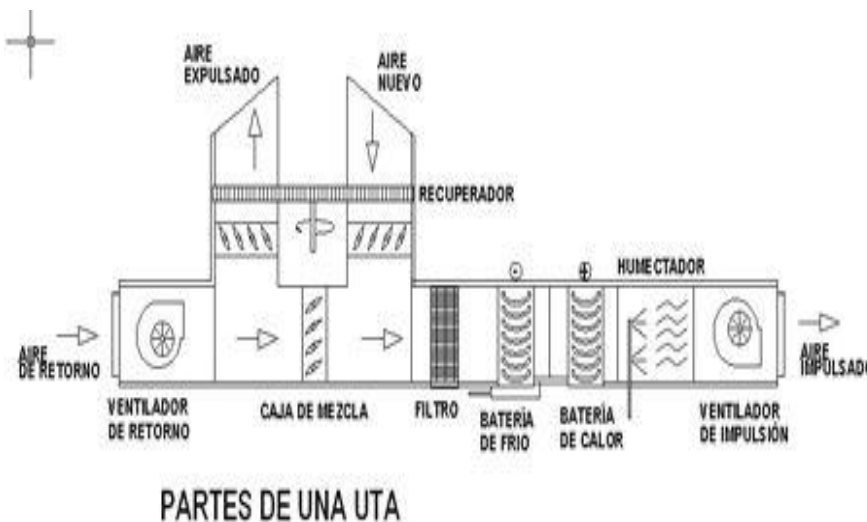 AIRE
EXPULSADO
AIRE
NUEVO
RECUPERADOR
HUMECTADOR
AIRE
DE RETORNO
AIRE
IMPULSADO
VENTILADOR
DE RETORNO
CAJA DE MEZCLA
FILTRO
BATERÍA
DE FRIO
BATERÍA
DE CALOR
VENTILADOR
DE IMPULSIÓN
PARTES DE UNA UTA